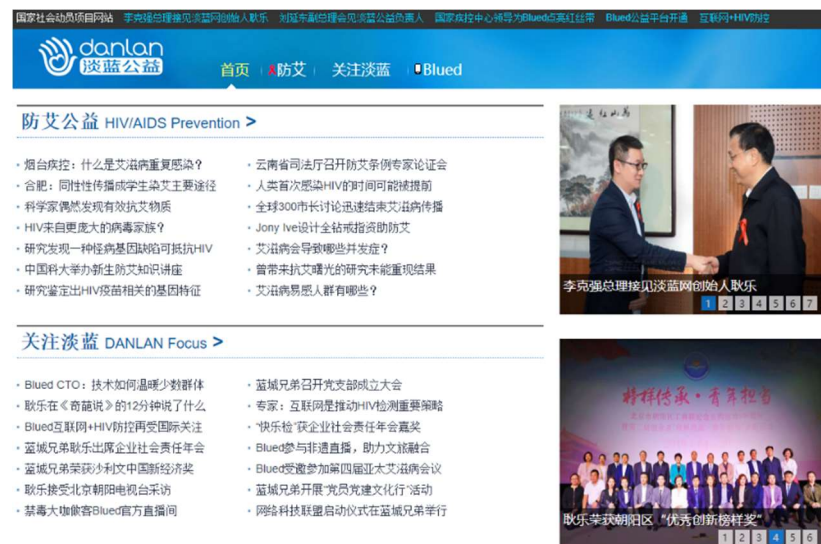 国家社会动员项目网站 李克强总理接见淡蓝网创始人耿乐 刘延东副总理会见淡蓝公益负责人 国家疾控中心领导为Blued点亮红丝带 Blued公益平台开通 互联网+HIV防控
danlan
淡蓝公益
首页 防艾 关注淡蓝 Blued
防艾公益 HIV/AIDS Prevention >
烟台疾控：什么是艾滋病重复感染？
合肥：同性性传播成学生染艾主要途径
科学家偶然发现有效抗艾物质
HIV来自更庞大的病毒家族？
研究发现一种怪病基因缺陷可抵抗HIV
中国科大举办新生防艾知识讲座
研究鉴定出HIV疫苗相关的基因特征
云南省司法厅召开防艾条例专家论证会
人类首次感染HIV的时间可能被提前
全球300市长讨论迅速结束艾滋病传播
Jony Ive设计全钻戒指资助防艾
艾滋病会导致哪些并发症？
曾带来抗艾曙光的研究未能重现结果
艾滋病易感人群有哪些？
李克强总理接见淡蓝网创始人耿乐
1 2 3 4 5 6 7
关注淡蓝 DANLAN Focus >
Blued CTO：技术如何温暖少数群体
耿乐在《奇葩说》的12分钟说了什么
Blued互联网+HIV防控再受国际关注
蓝城兄弟耿乐出席企业社会责任年会
蓝城兄弟荣获沙利文中国新经济奖
耿乐接受北京朝阳电视台采访
禁毒大咖做客Blued官方直播间
蓝城兄弟召开党支部成立大会
专家：互联网是推动HIV检测重要策略
“快乐检”获企业社会责任年会嘉奖
Blued参与非遗直播，助力文旅融合
Blued受邀参加第四届亚太艾滋病会议
蓝城兄弟开展“党员党建文化行”活动
网络科技联盟启动仪式在蓝城兄弟举行
榜样传承·青年担当
耿乐荣获朝阳区“优秀创新榜样奖”
1 2 3 4 5 6